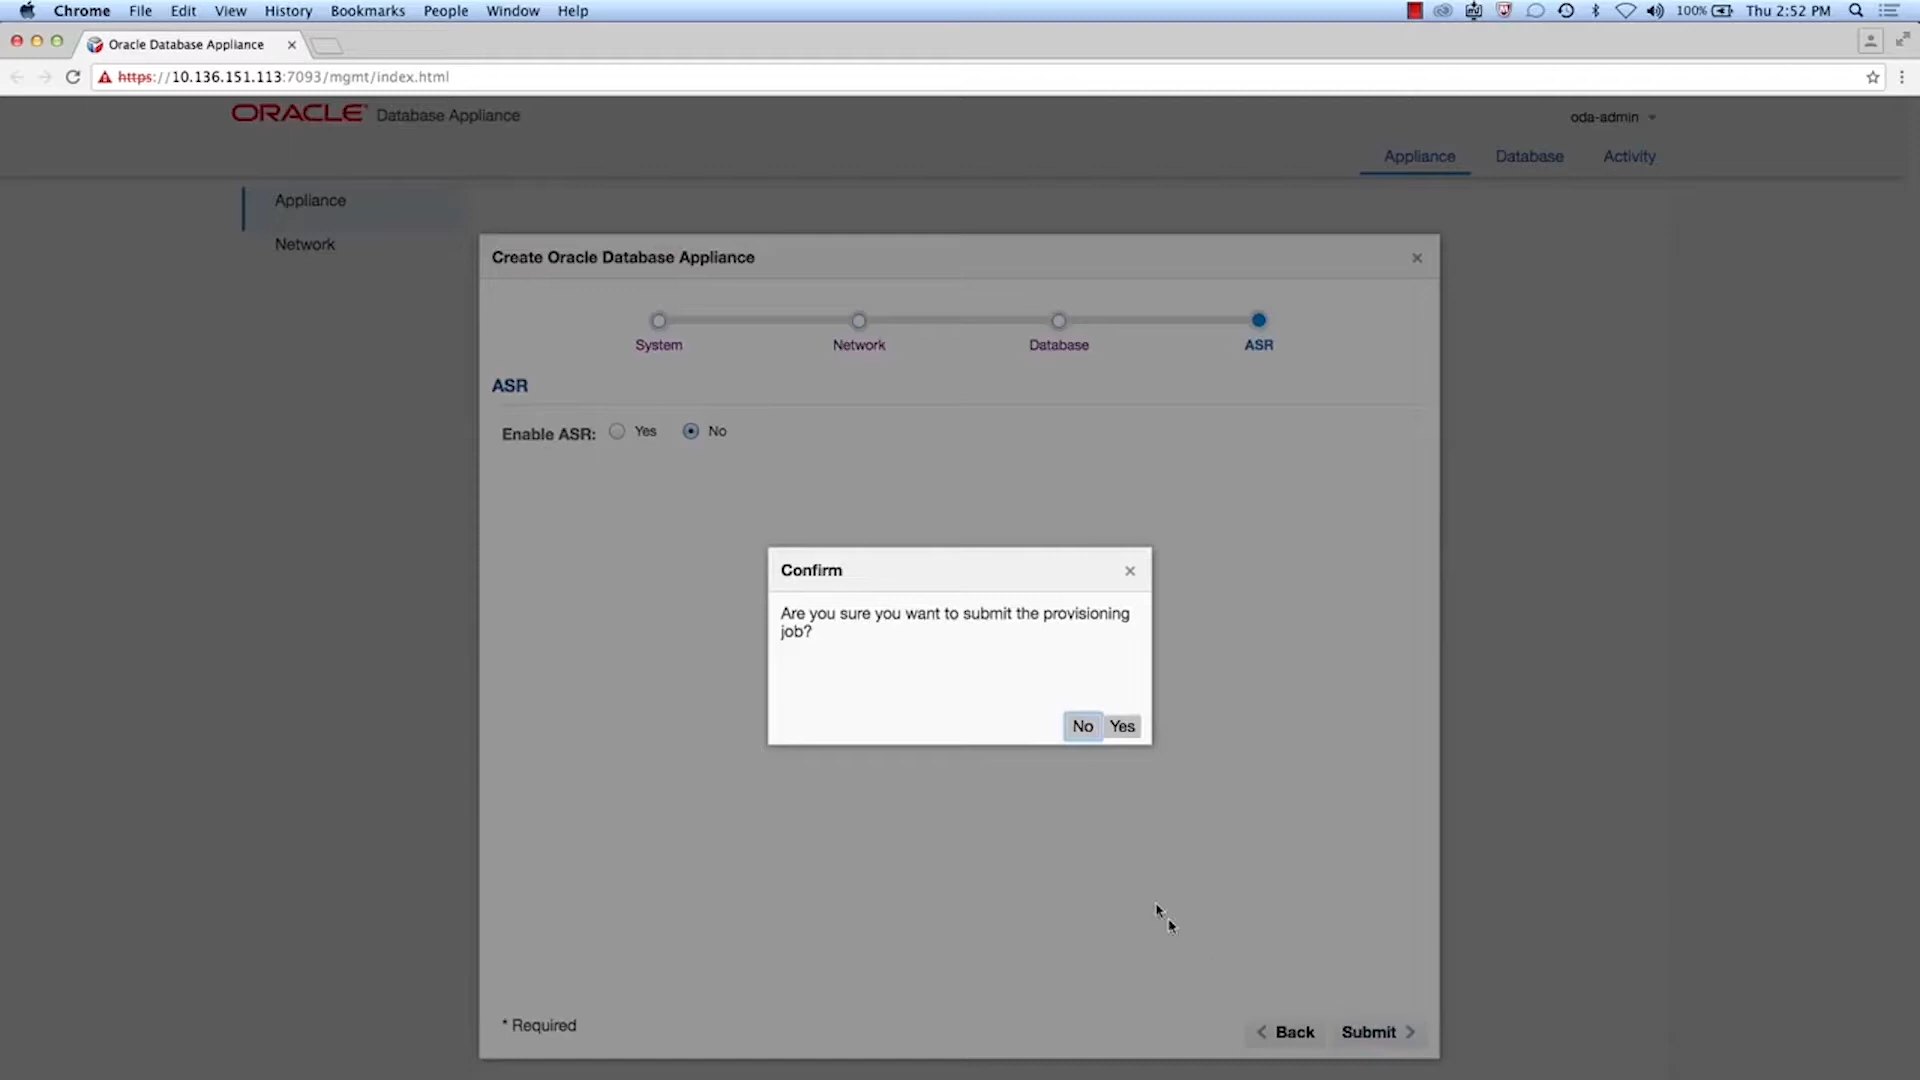 Chrome File Edit View History Bookmarks People Window Help 100% Thu 2:52 PM
Oracle Database Appliance
https://10.136.151.113:7093/mgmt/index.html
ORACLE Database Appliance
oda-admin
Appliance Database Activity
Appliance
Network
Create Oracle Database Appliance
System Network Database ASR
ASR
Enable ASR: Yes No
Confirm
Are you sure you want to submit the provisioning
job?
No Yes
* Required
Back Submit